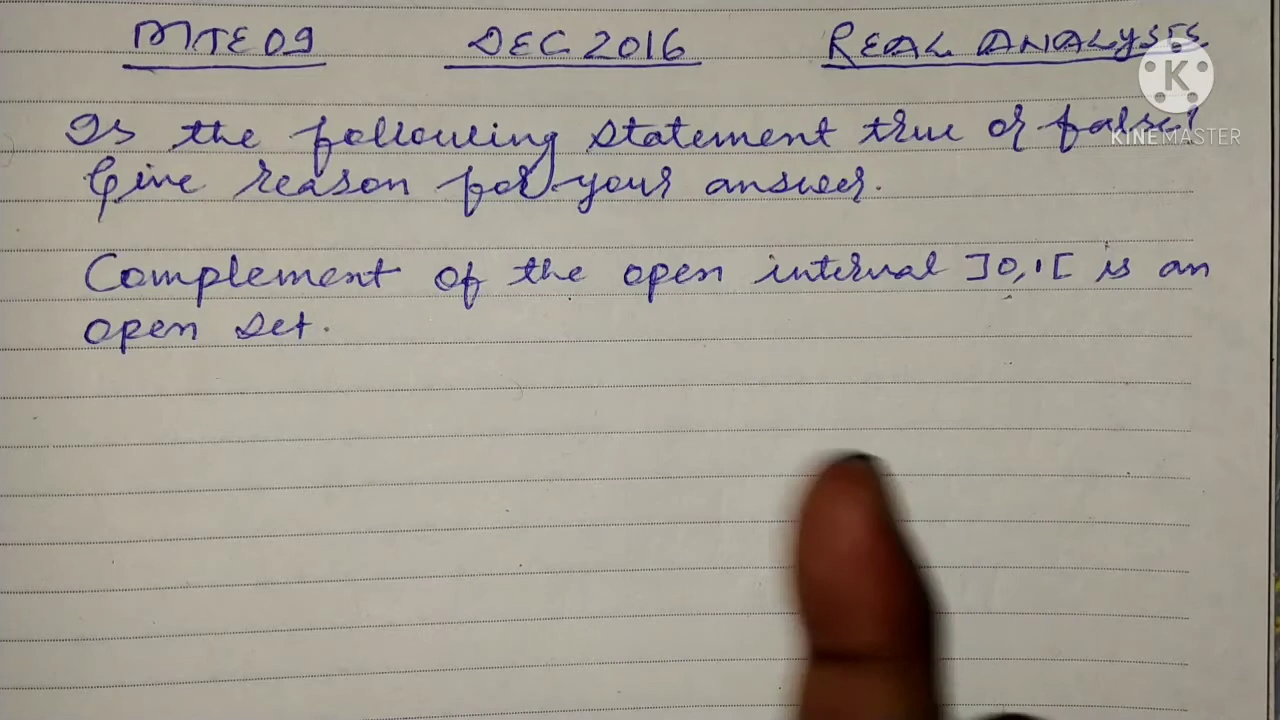 MTE09 DEC 2016 REAL ANALYSIS
Is the following statement true or false?
Give reason for your answer.
Complement of the open interval ]0,1[ is an
open set.
K
KINEMASTER